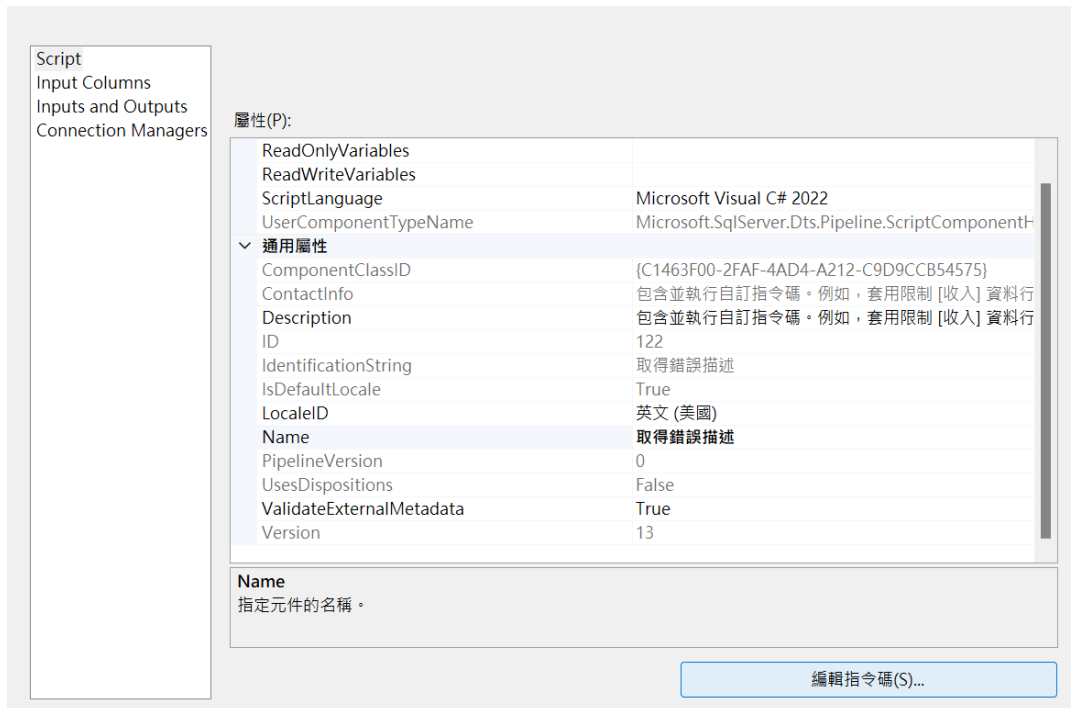 Script
Input Columns
Inputs and Outputs
Connection Managers
屬性(P):
ReadOnlyVariables
ReadWriteVariables
ScriptLanguage Microsoft Visual C# 2022
UserComponentTypeName Microsoft.SqlServer.Dts.Pipeline.ScriptComponentH
通用屬性
ComponentClassID {C1463F00-2FAF-4AD4-A212-C9D9CCB54575}
ContactInfo 包含並執行自訂指令碼。例如，套用限制 [收入] 資料行
Description 包含並執行自訂指令碼。例如，套用限制 [收入] 資料行
ID 122
IdentificationString 取得錯誤描述
IsDefaultLocale True
LocaleID 英文 (美國)
Name 取得錯誤描述
PipelineVersion 0
UsesDispositions False
ValidateExternalMetadata True
Version 13
Name
指定元件的名稱。
編輯指令碼(S)...